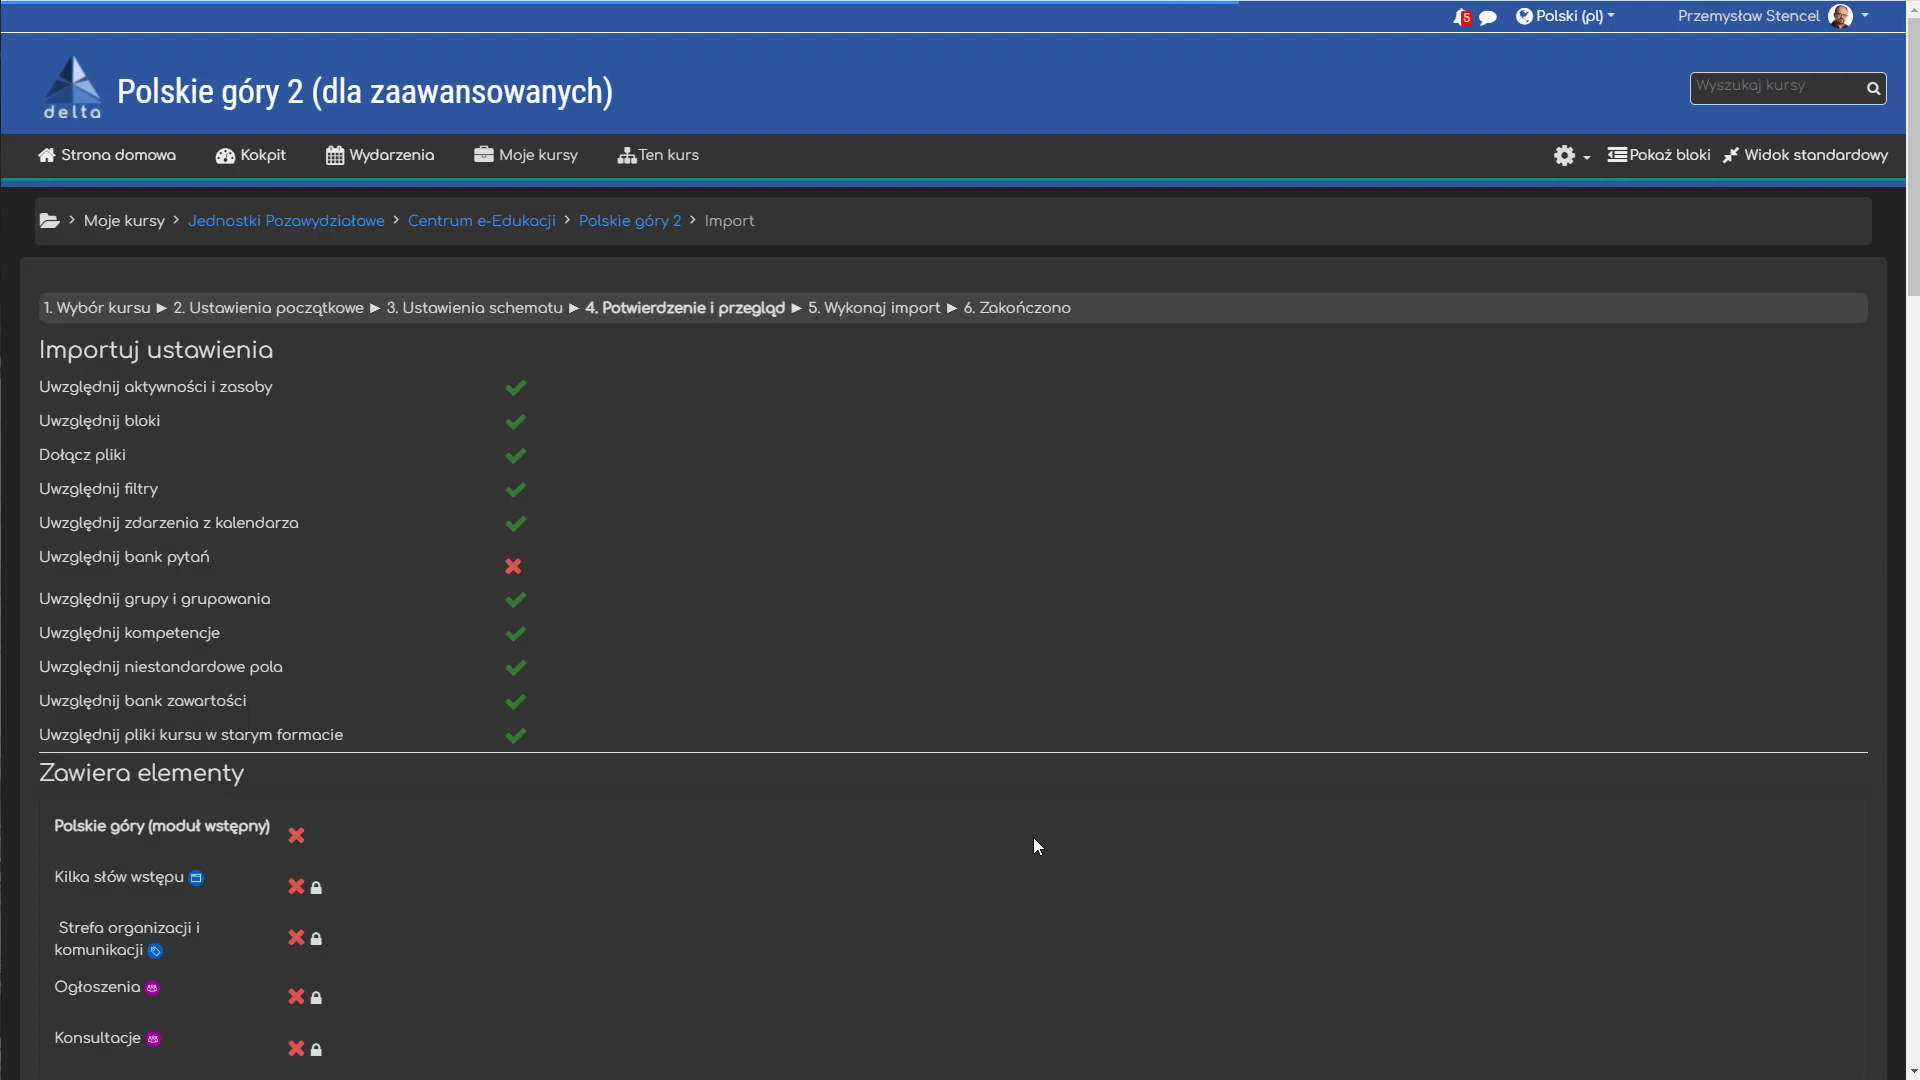 5
Polski (pl)
Przemysław Stencel
delta
Polskie góry 2 (dla zaawansowanych)
Wyszukaj kursy
Strona domowa
Kokpit
Wydarzenia
Moje kursy
Ten kurs
Pokaż bloki
Widok standardowy
Moje kursy > Jednostki Pozawydziałowe > Centrum e-Edukacji > Polskie góry 2 > Import
1. Wybór kursu ► 2. Ustawienia początkowe ► 3. Ustawienia schematu ► 4. Potwierdzenie i przegląd ► 5. Wykonaj import ► 6. Zakończono
Importuj ustawienia
Uwzględnij aktywności i zasoby
Uwzględnij bloki
Dołącz pliki
Uwzględnij filtry
Uwzględnij zdarzenia z kalendarza
Uwzględnij bank pytań
Uwzględnij grupy i grupowania
Uwzględnij kompetencje
Uwzględnij niestandardowe pola
Uwzględnij bank zawartości
Uwzględnij pliki kursu w starym formacie
Zawiera elementy
Polskie góry (moduł wstępny)
Kilka słów wstępu
Strefa organizacji i
komunikacji
Ogłoszenia
Konsultacje